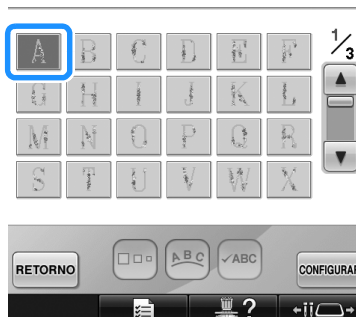 A B C D E F
1/3
G H I J K L
M N O P Q R
S T U V W X
RETORNO
ABC
✓ABC
CONFIGURAR
?